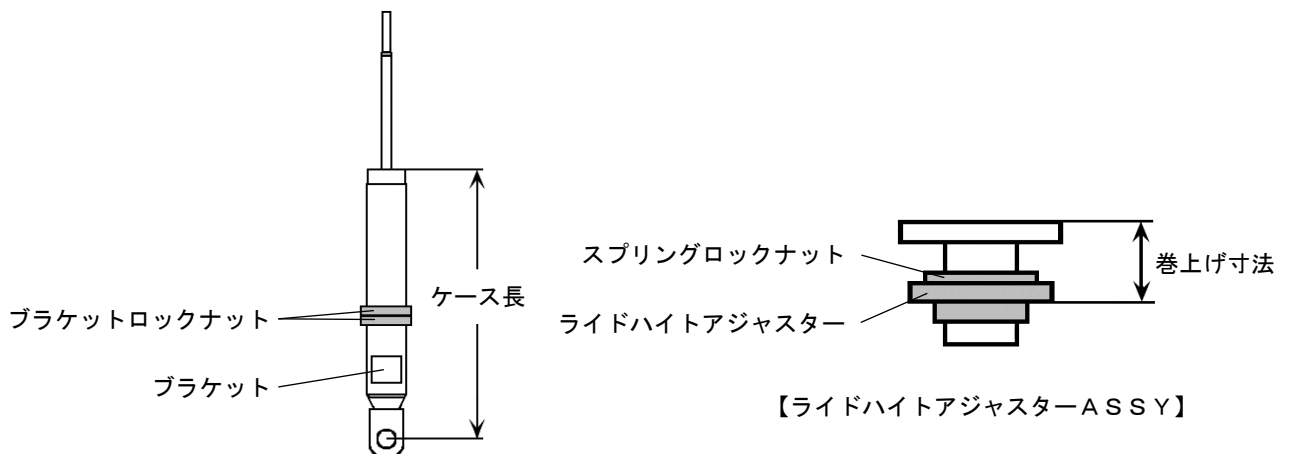 ケース長
ブラケットロックナット
ブラケット
スプリングロックナット
巻上げ寸法
ライドハイトアジャスター
【ライドハイトアジャスターＡＳＳＹ】